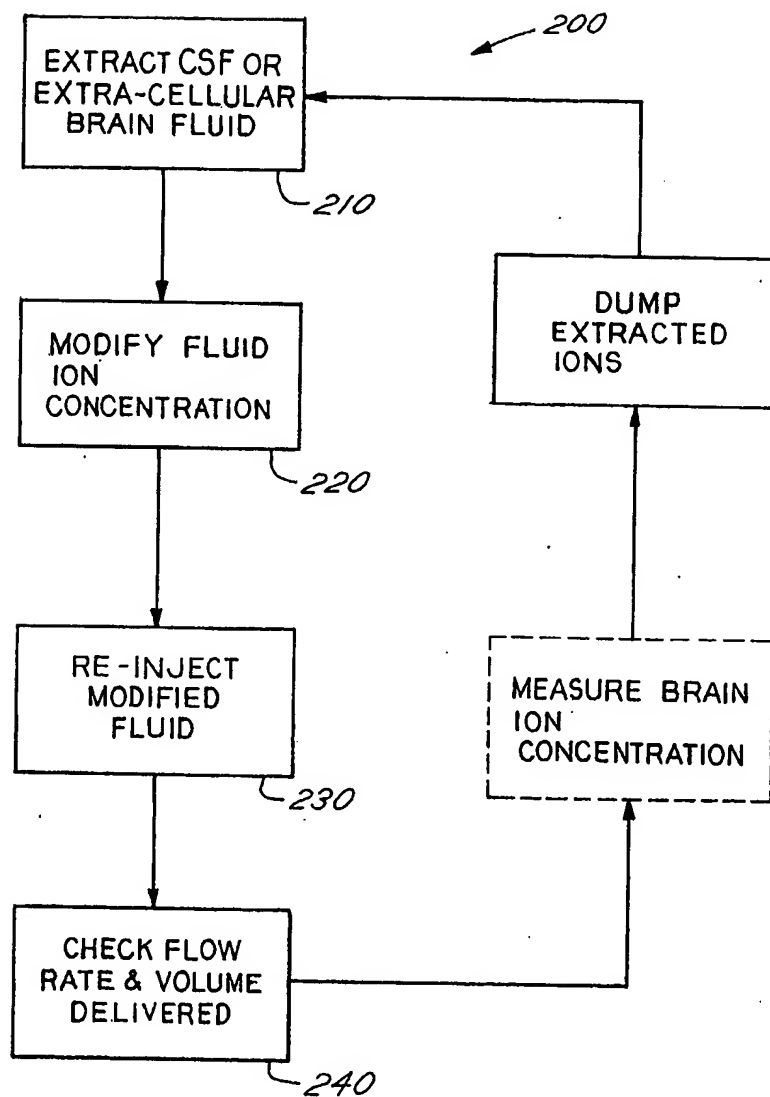 200
EXTRACT CSF OR
EXTRA-CELLULAR
BRAIN FLUID
210
MODIFY FLUID
ION
CONCENTRATION
220
RE-INJECT
MODIFIED
FLUID
230
CHECK FLOW
RATE & VOLUME
DELIVERED
240
MEASURE BRAIN
ION
CONCENTRATION
DUMP
EXTRACTED
IONS